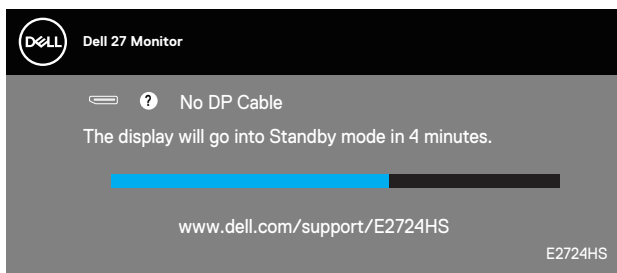 DELL
Dell 27 Monitor
? No DP Cable
The display will go into Standby mode in 4 minutes.
www.dell.com/support/E2724HS
E2724HS